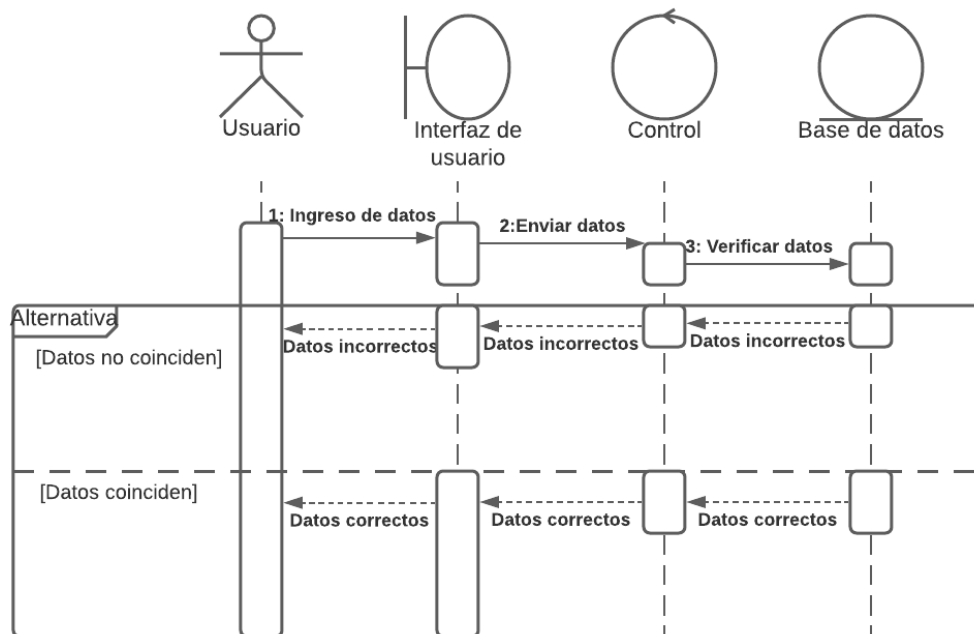 Usuario
Interfaz de
usuario
Control
Base de datos
1: Ingreso de datos
2:Enviar datos
3: Verificar datos
Alternativa
[Datos no coinciden]
Datos incorrectos
Datos incorrectos
Datos incorrectos
[Datos coinciden]
Datos correctos
Datos correctos
Datos correctos